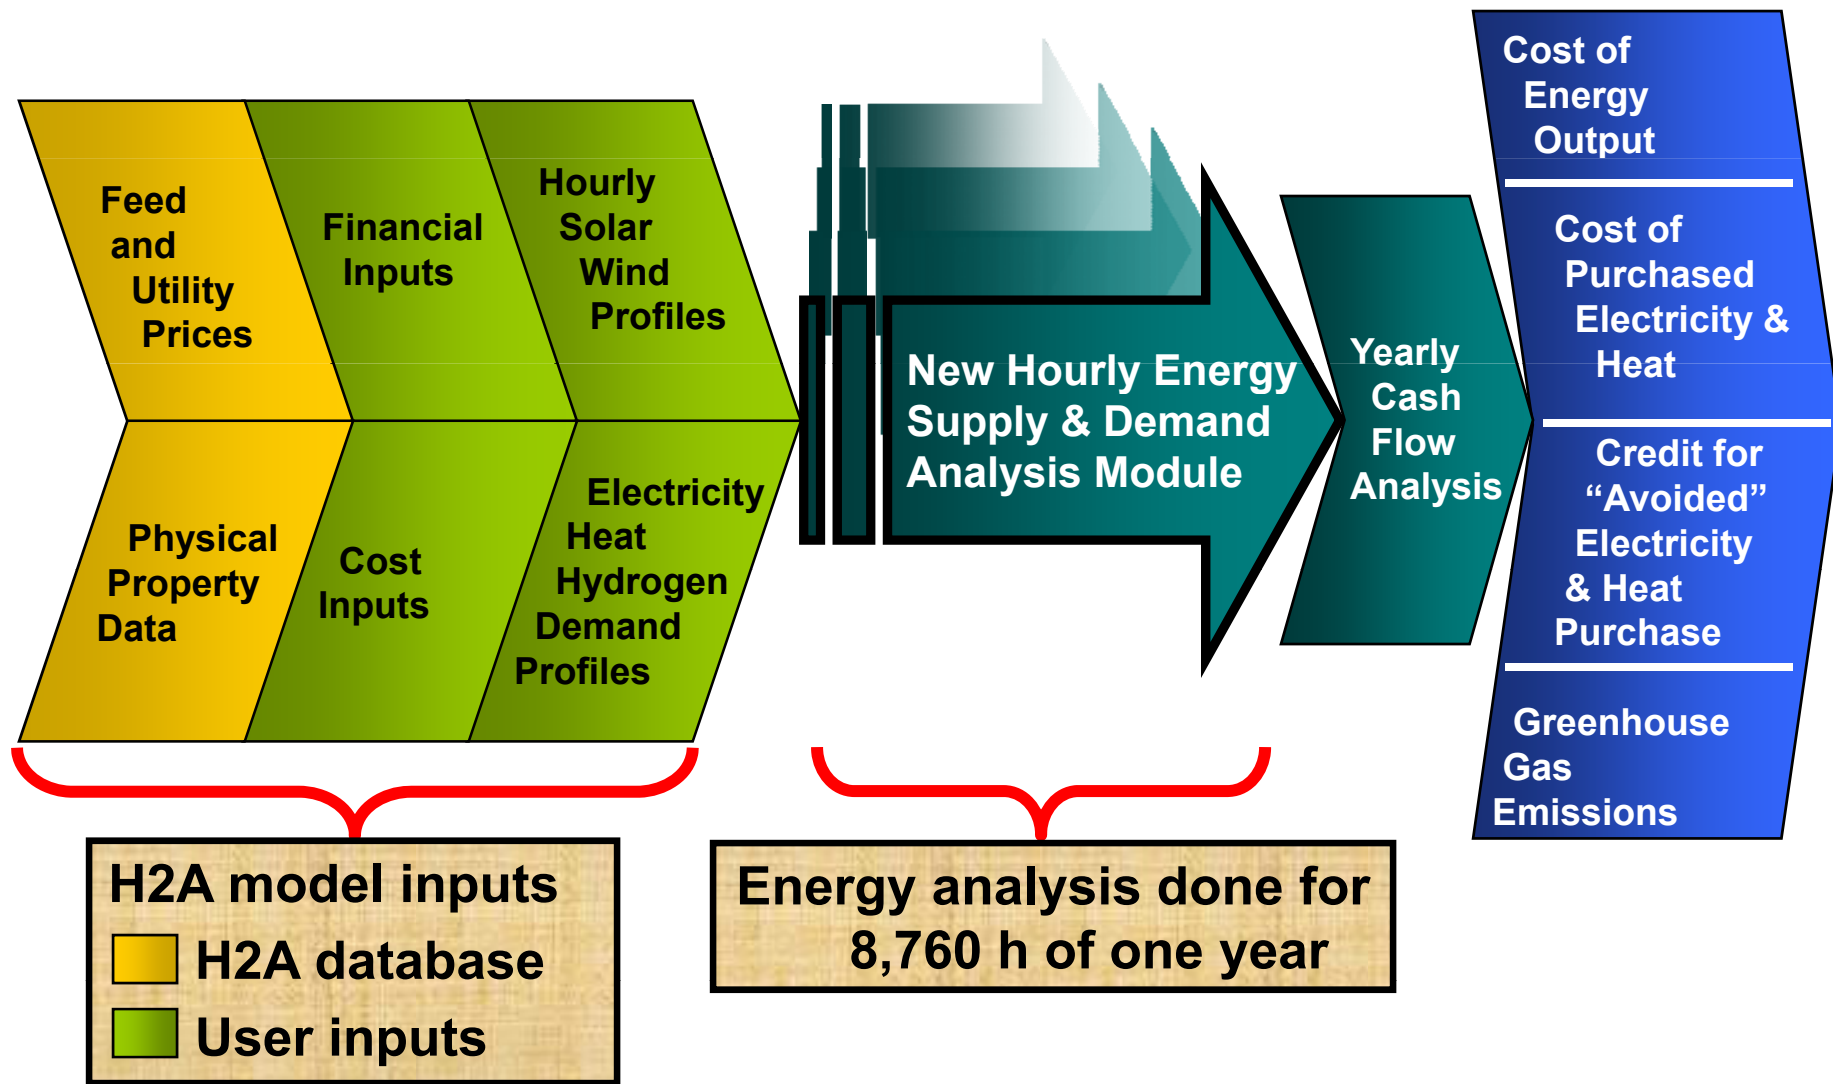 Feed
and
Utility
Prices
Financial
Inputs
Hourly
Solar
Wind
Profiles
Physical
Property
Data
Cost
Inputs
Electricity
Heat
Hydrogen
Demand
Profiles
New Hourly Energy
Supply & Demand
Analysis Module
Yearly
Cash
Flow
Analysis
Cost of
Energy
Output
Cost of
Purchased
Electricity &
Heat
Credit for
“Avoided”
Electricity
& Heat
Purchase
Greenhouse
Gas
Emissions
H2A model inputs
H2A database
User inputs
Energy analysis done for
8,760 h of one year